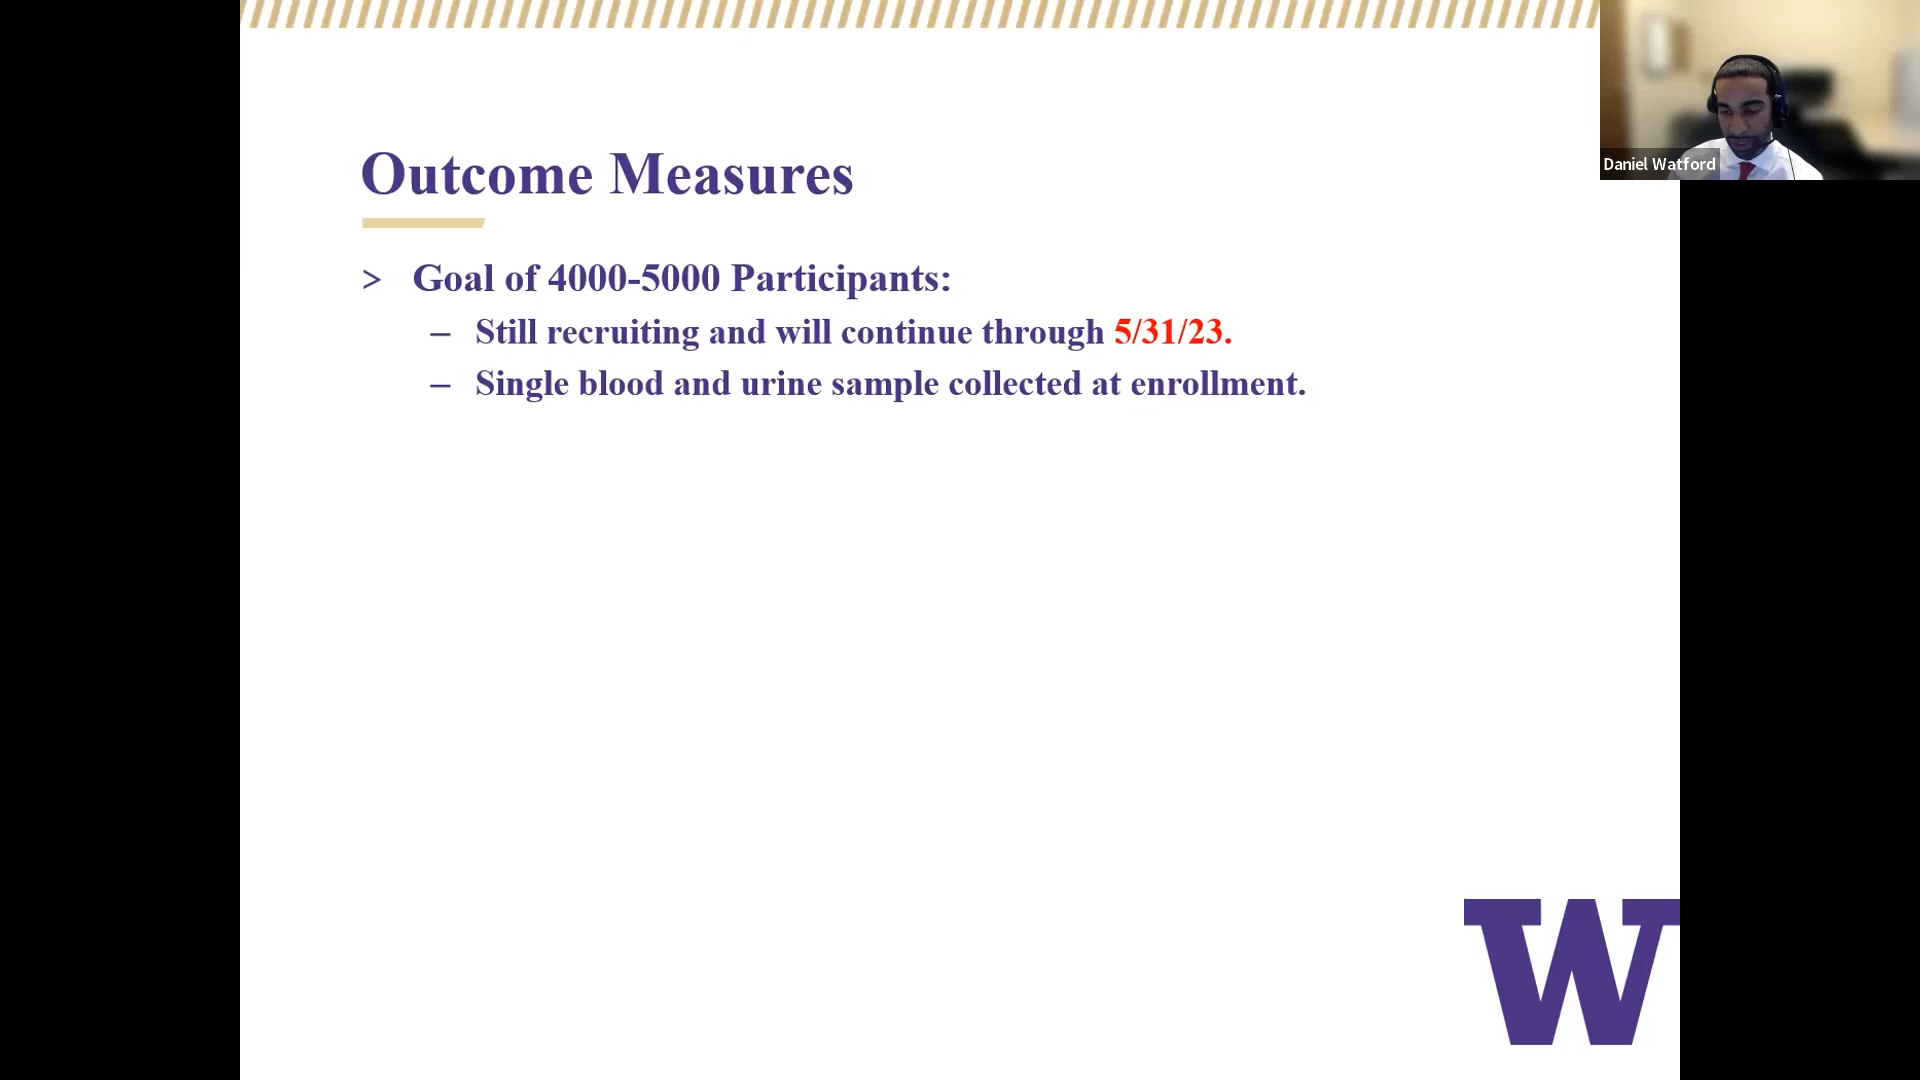 Outcome Measures
> Goal of 4000-5000 Participants:
– Still recruiting and will continue through 5/31/23.
– Single blood and urine sample collected at enrollment.
Daniel Watford
W